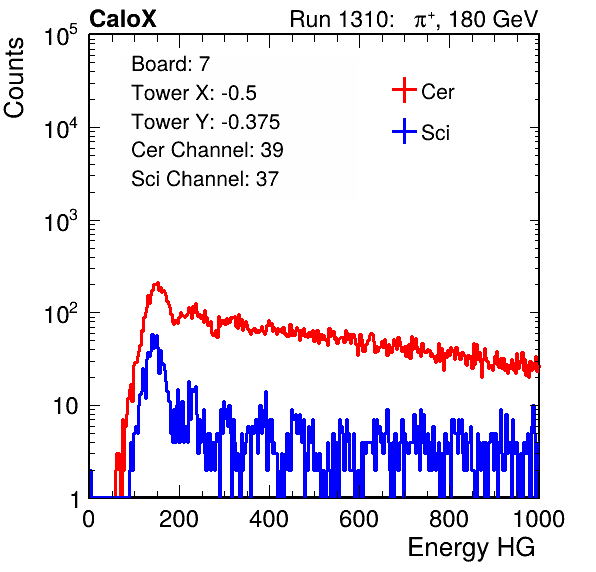 CaloX Run 1310: π⁺, 180 GeV
Counts
10⁵
10⁴
10³
10²
10
1
Board: 7
Tower X: -0.5
Tower Y: -0.375
Cer Channel: 39
Sci Channel: 37
Cer
Sci
0 200 400 600 800 1000
Energy HG